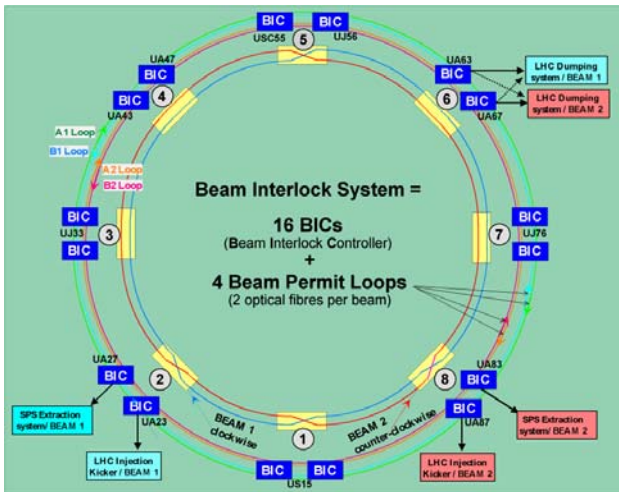 BIC
BIC
USC55
UJ56
5
UA47
BIC
4
BIC
UA43
UA63
BIC
6
BIC
UA67
LHC Dumping
system / BEAM 1
LHC Dumping
system / BEAM 2
A1 Loop
B1 Loop
A2 Loop
B2 Loop
Beam Interlock System =
16 BICs
(Beam Interlock Controller)
+
4 Beam Permit Loops
(2 optical fibres per beam)
BIC
UJ33
BIC
3
7
BIC
UJ76
BIC
UA27
BIC
2
BIC
UA23
UA83
8
BIC
BIC
UA87
SPS Extraction
system/ BEAM 1
LHC Injection
Kicker / BEAM 1
BEAM 1
clockwise
1
BEAM 2
counter-clockwise
SPS Extraction
system/ BEAM 2
LHC Injection
Kicker / BEAM 2
BIC
BIC
US15